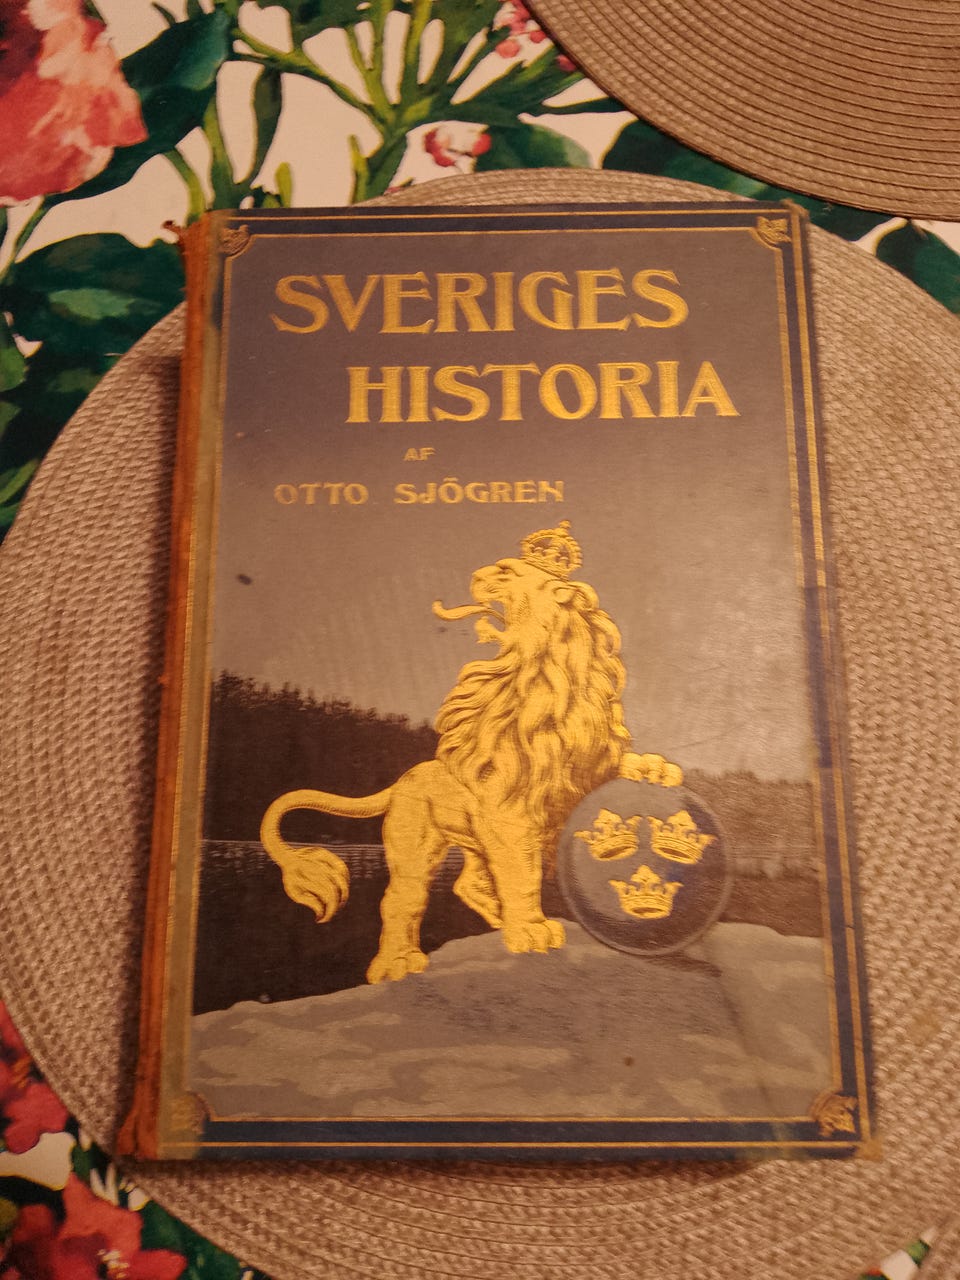 SVERIGES
HISTORIA
AF
OTTO SJÖGREN